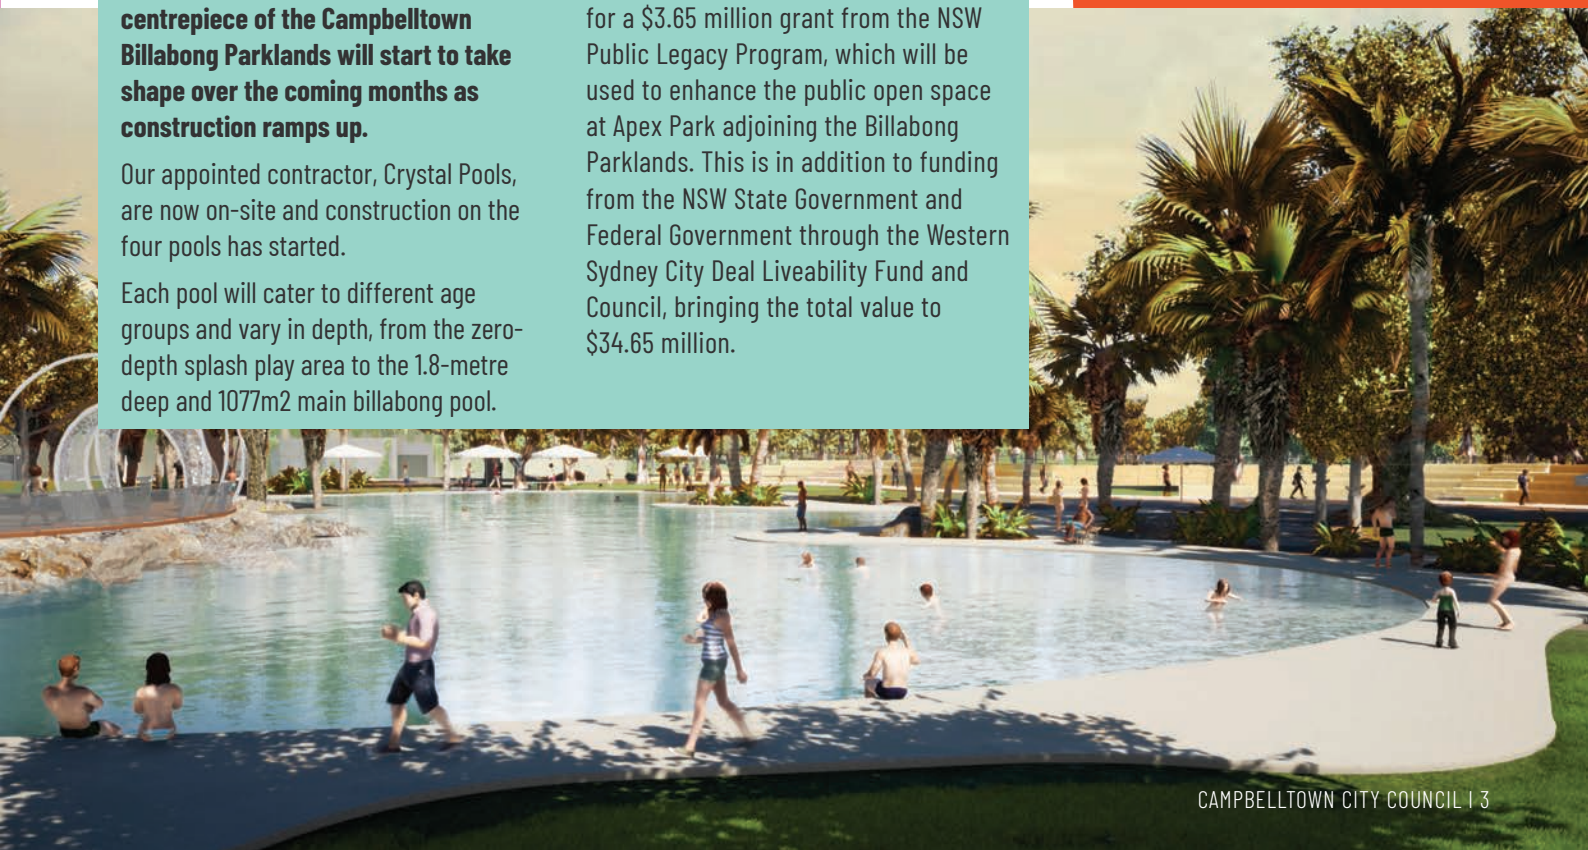 centrepiece of the Campbelltown
Billabong Parklands will start to take
shape over the coming months as
construction ramps up.
Our appointed contractor, Crystal Pools,
are now on-site and construction on the
four pools has started.
Each pool will cater to different age
groups and vary in depth, from the zero-
depth splash play area to the 1.8-metre
deep and 1077m2 main billabong pool.
for a $3.65 million grant from the NSW
Public Legacy Program, which will be
used to enhance the public open space
at Apex Park adjoining the Billabong
Parklands. This is in addition to funding
from the NSW State Government and
Federal Government through the Western
Sydney City Deal Liveability Fund and
Council, bringing the total value to
$34.65 million.
CAMPBELLTOWN CITY COUNCIL | 3